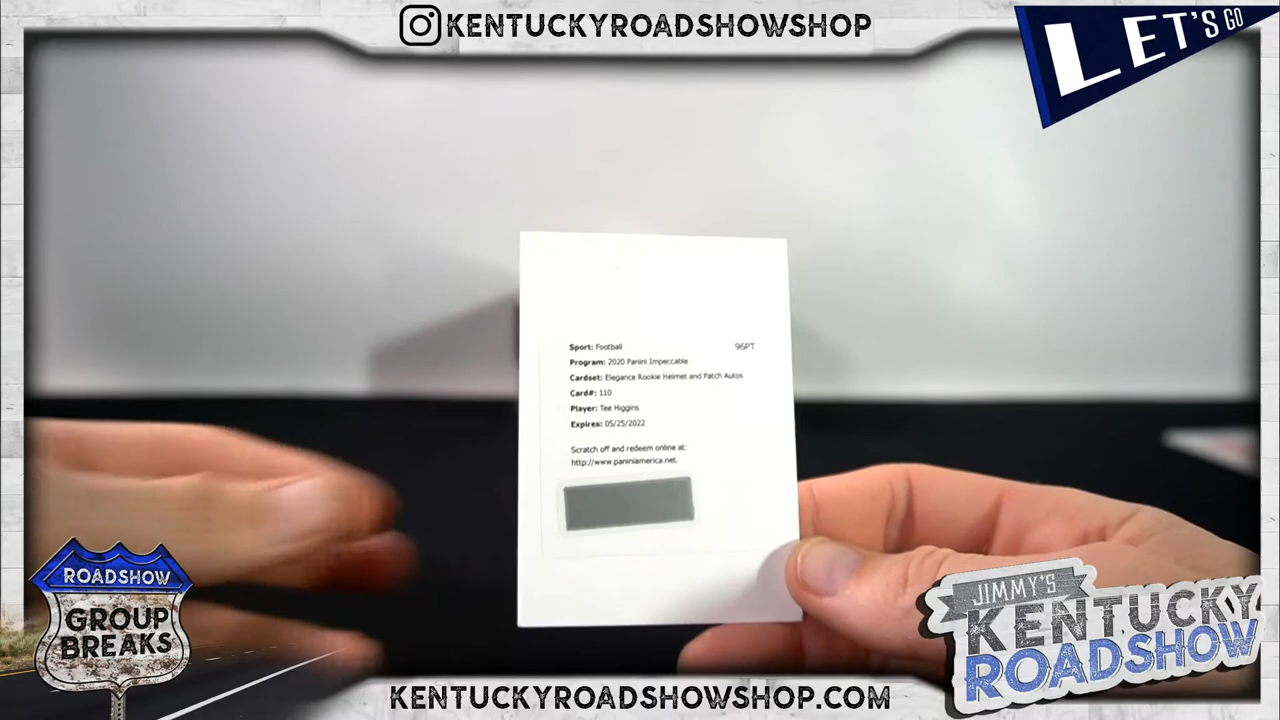 KENTUCKYROADSHOWSHOP
LET'S GO
Sport: Football 96PT
Program: 2020 Panini Impeccable
Cardset: Elegance Rookie Helmet and Patch Autos
Card#: 110
Player: Tee Higgins
Expires: 05/25/2022
Scratch off and redeem online at:
http://www.paniniamerica.net.
ROADSHOW
GROUP
BREAKS
JIMMY'S
KENTUCKY
ROADSHOW
KENTUCKYROADSHOWSHOP.COM